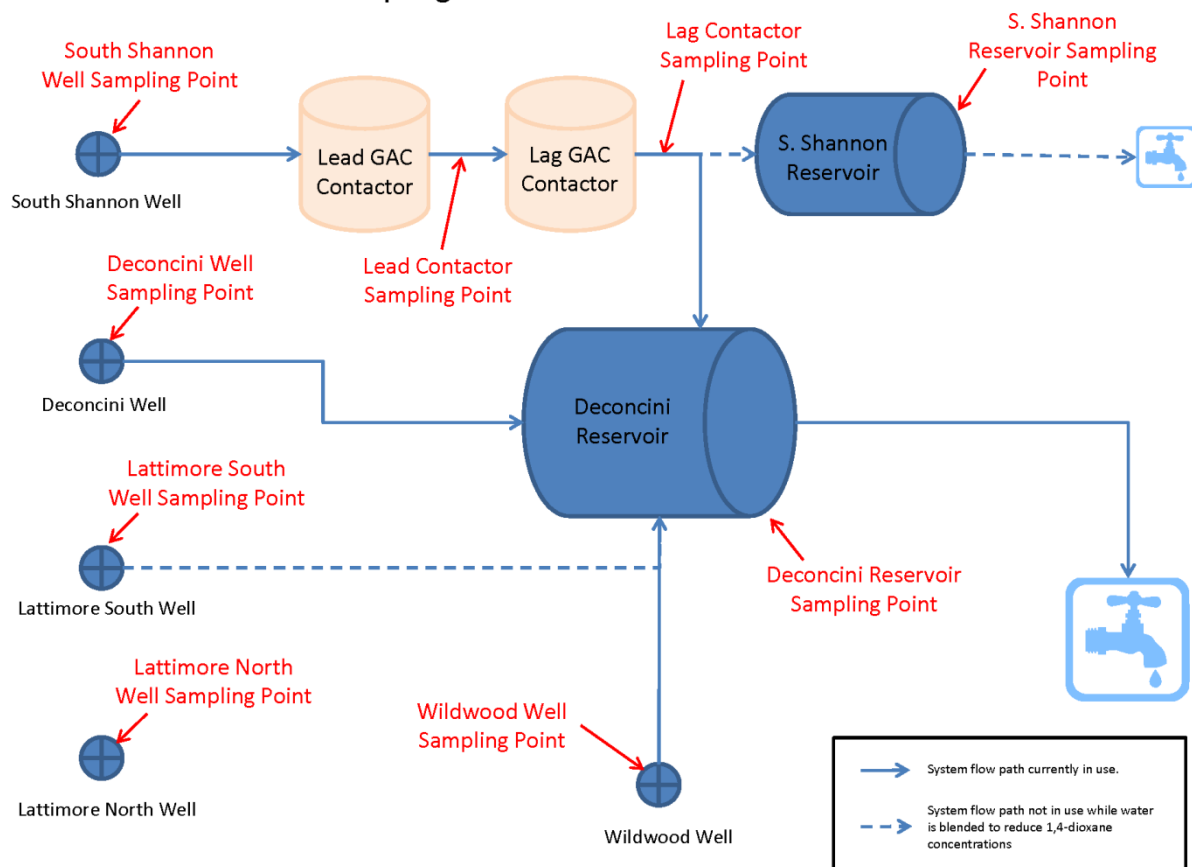 South Shannon
Well Sampling Point
Lag Contactor
Sampling Point
S. Shannon
Reservoir Sampling
Point
Lead GAC
Contactor
Lag GAC
Contactor
S. Shannon
Reservoir
South Shannon Well
Deconcini Well
Sampling Point
Lead Contactor
Sampling Point
Deconcini Well
Deconcini
Reservoir
Lattimore South
Well Sampling Point
Lattimore South Well
Deconcini Reservoir
Sampling Point
Lattimore North
Well Sampling Point
Lattimore North Well
Wildwood Well
Sampling Point
Wildwood Well
System flow path currently in use.
System flow path not in use while water
is blended to reduce 1,4-dioxane
concentrations